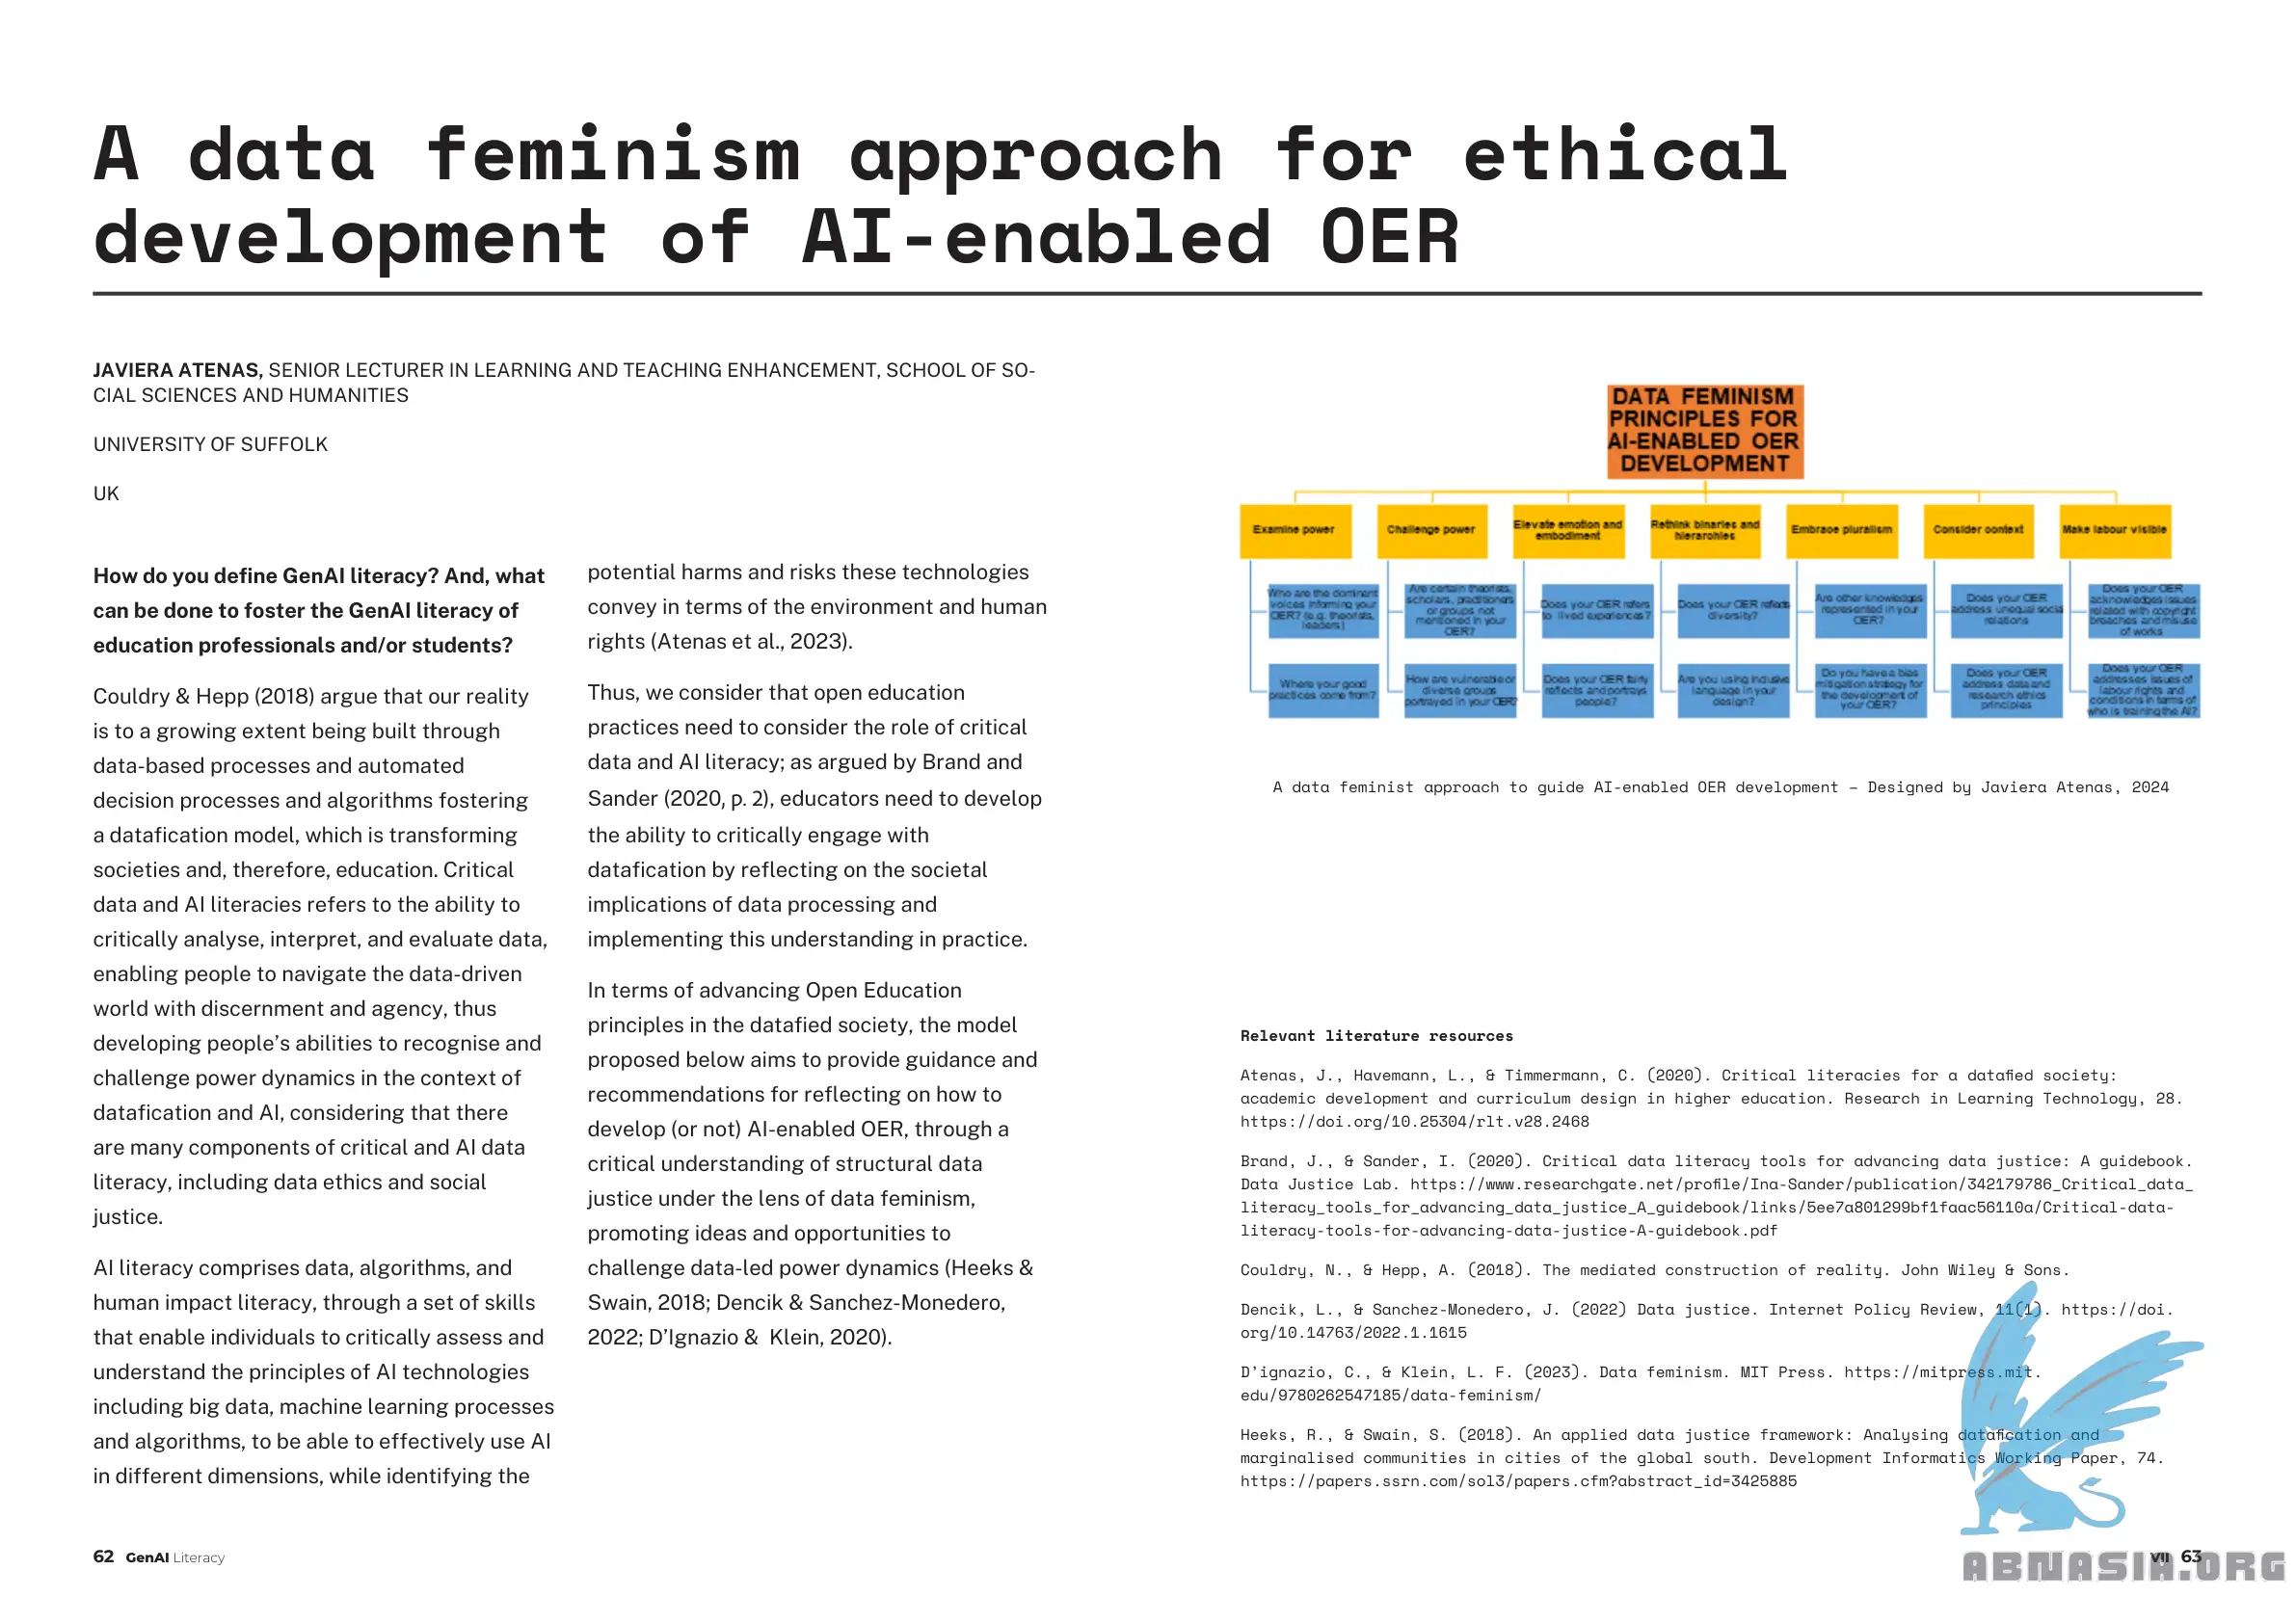 A data feminism approach for ethical
development of AI-enabled OER
JAVIERA ATENAS, SENIOR LECTURER IN LEARNING AND TEACHING ENHANCEMENT, SCHOOL OF SO-
CIAL SCIENCES AND HUMANITIES
UNIVERSITY OF SUFFOLK
UK
How do you define GenAI literacy? And, what
can be done to foster the GenAI literacy of
education professionals and/or students?
Couldry & Hepp (2018) argue that our reality
is to a growing extent being built through
data-based processes and automated
decision processes and algorithms fostering
a datafication model, which is transforming
societies and, therefore, education. Critical
data and AI literacies refers to the ability to
critically analyse, interpret, and evaluate data,
enabling people to navigate the data-driven
world with discernment and agency, thus
developing people's abilities to recognise and
challenge power dynamics in the context of
datafication and AI, considering that there
are many components of critical and AI data
literacy, including data ethics and social
justice.
AI literacy comprises data, algorithms, and
human impact literacy, through a set of skills
that enable individuals to critically assess and
understand the principles of AI technologies
including big data, machine learning processes
and algorithms, to be able to effectively use AI
in different dimensions, while identifying the
potential harms and risks these technologies
convey in terms of the environment and human
rights (Atenas et al., 2023).
Thus, we consider that open education
practices need to consider the role of critical
data and AI literacy; as argued by Brand and
Sander (2020, p. 2), educators need to develop
the ability to critically engage with
datafication by reflecting on the societal
implications of data processing and
implementing this understanding in practice.
In terms of advancing Open Education
principles in the datafied society, the model
proposed below aims to provide guidance and
recommendations for reflecting on how to
develop (or not) AI-enabled OER, through a
critical understanding of structural data
justice under the lens of data feminism,
promoting ideas and opportunities to
challenge data-led power dynamics (Heeks &
Swain, 2018; Dencik & Sanchez-Monedero,
2022; D'Ignazio &  Klein, 2020).
DATA FEMINISM
PRINCIPLES FOR
AI-ENABLED OER
DEVELOPMENT
Examine power
Challenge power
Elevate emotion and
embodiment
Rethink binaries and
hierarchies
Embrace pluralism
Consider context
Make labour visible
Who are the dominant
voices informing your
OER? (e.g. theorists,
leaders)
Are certain theorists,
scholars, practitioners
or groups not
mentioned in your
OER?
Does your OER refers
to lived experiences?
Does your OER reflects
diversity?
Are other knowledges
represented in your
OER?
Does your OER
address unequal social
relations
Does your OER
acknowledges issues
related with copyright
breaches and misuse
of works
Where your good
practices come from?
How are vulnerable or
diverse groups
portrayed in your OER?
Does your OER fairly
reflects and portrays
people?
Are you using inclusive
language in your
design?
Do you have a bias
mitigation strategy for
the development of
your OER?
Does your OER
address data and
research ethics
principles
Does your OER
addresses issues of
labour rights and
conditions in terms of
who is training the AI?
A data feminist approach to guide AI-enabled OER development – Designed by Javiera Atenas, 2024
Relevant literature resources
Atenas, J., Havemann, L., & Timmermann, C. (2020). Critical literacies for a datafied society:
academic development and curriculum design in higher education. Research in Learning Technology, 28.
https://doi.org/10.25304/rlt.v28.2468
Brand, J., & Sander, I. (2020). Critical data literacy tools for advancing data justice: A guidebook.
Data Justice Lab. https://www.researchgate.net/profile/Ina-Sander/publication/342179786_Critical_data_
literacy_tools_for_advancing_data_justice_A_guidebook/links/5ee7a801299bf1faac56110a/Critical-data-
literacy-tools-for-advancing-data-justice-A-guidebook.pdf
Couldry, N., & Hepp, A. (2018). The mediated construction of reality. John Wiley & Sons.
Dencik, L., & Sanchez-Monedero, J. (2022) Data justice. Internet Policy Review, 11(1). https://doi.
org/10.14763/2022.1.1615
D'ignazio, C., & Klein, L. F. (2023). Data feminism. MIT Press. https://mitpress.mit.
edu/9780262547185/data-feminism/
Heeks, R., & Swain, S. (2018). An applied data justice framework: Analysing datafication and
marginalised communities in cities of the global south. Development Informatics Working Paper, 74.
https://papers.ssrn.com/sol3/papers.cfm?abstract_id=3425885
62 GenAI Literacy
VII 63
ABNASIA.ORG